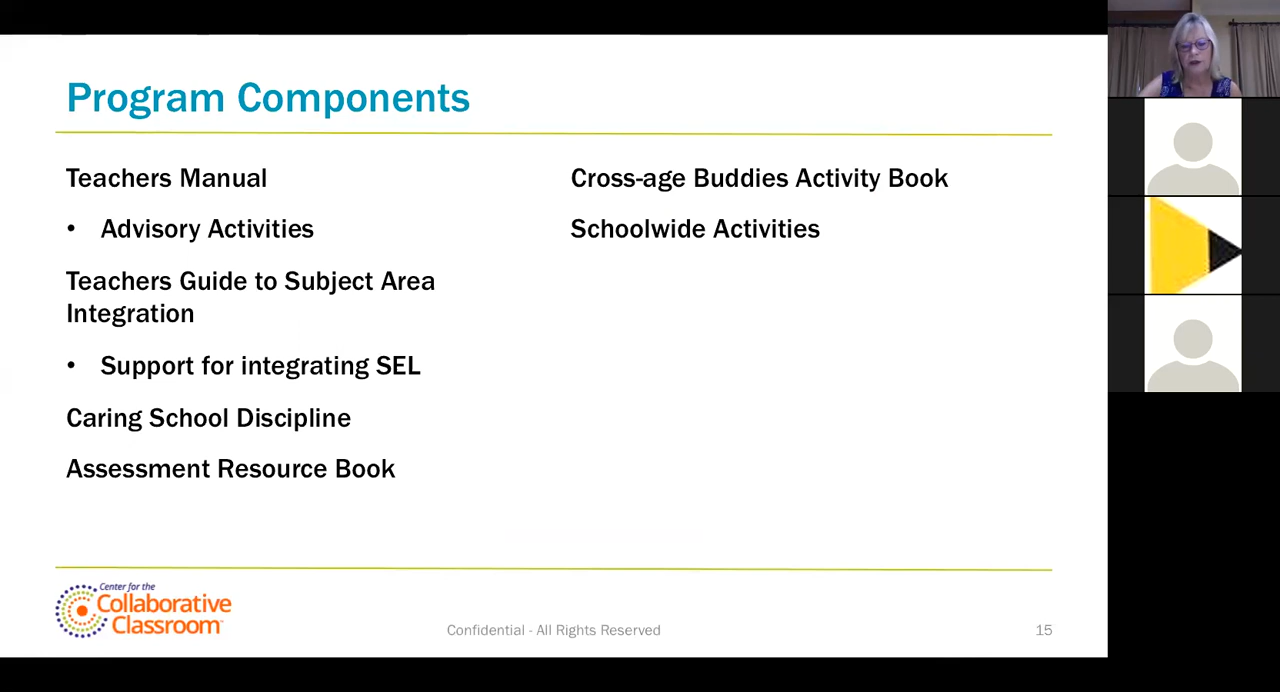 Program Components
Teachers Manual
• Advisory Activities
Teachers Guide to Subject Area
Integration
• Support for integrating SEL
Caring School Discipline
Assessment Resource Book
Cross-age Buddies Activity Book
Schoolwide Activities
Center for the
Collaborative
Classroom
Confidential - All Rights Reserved
15